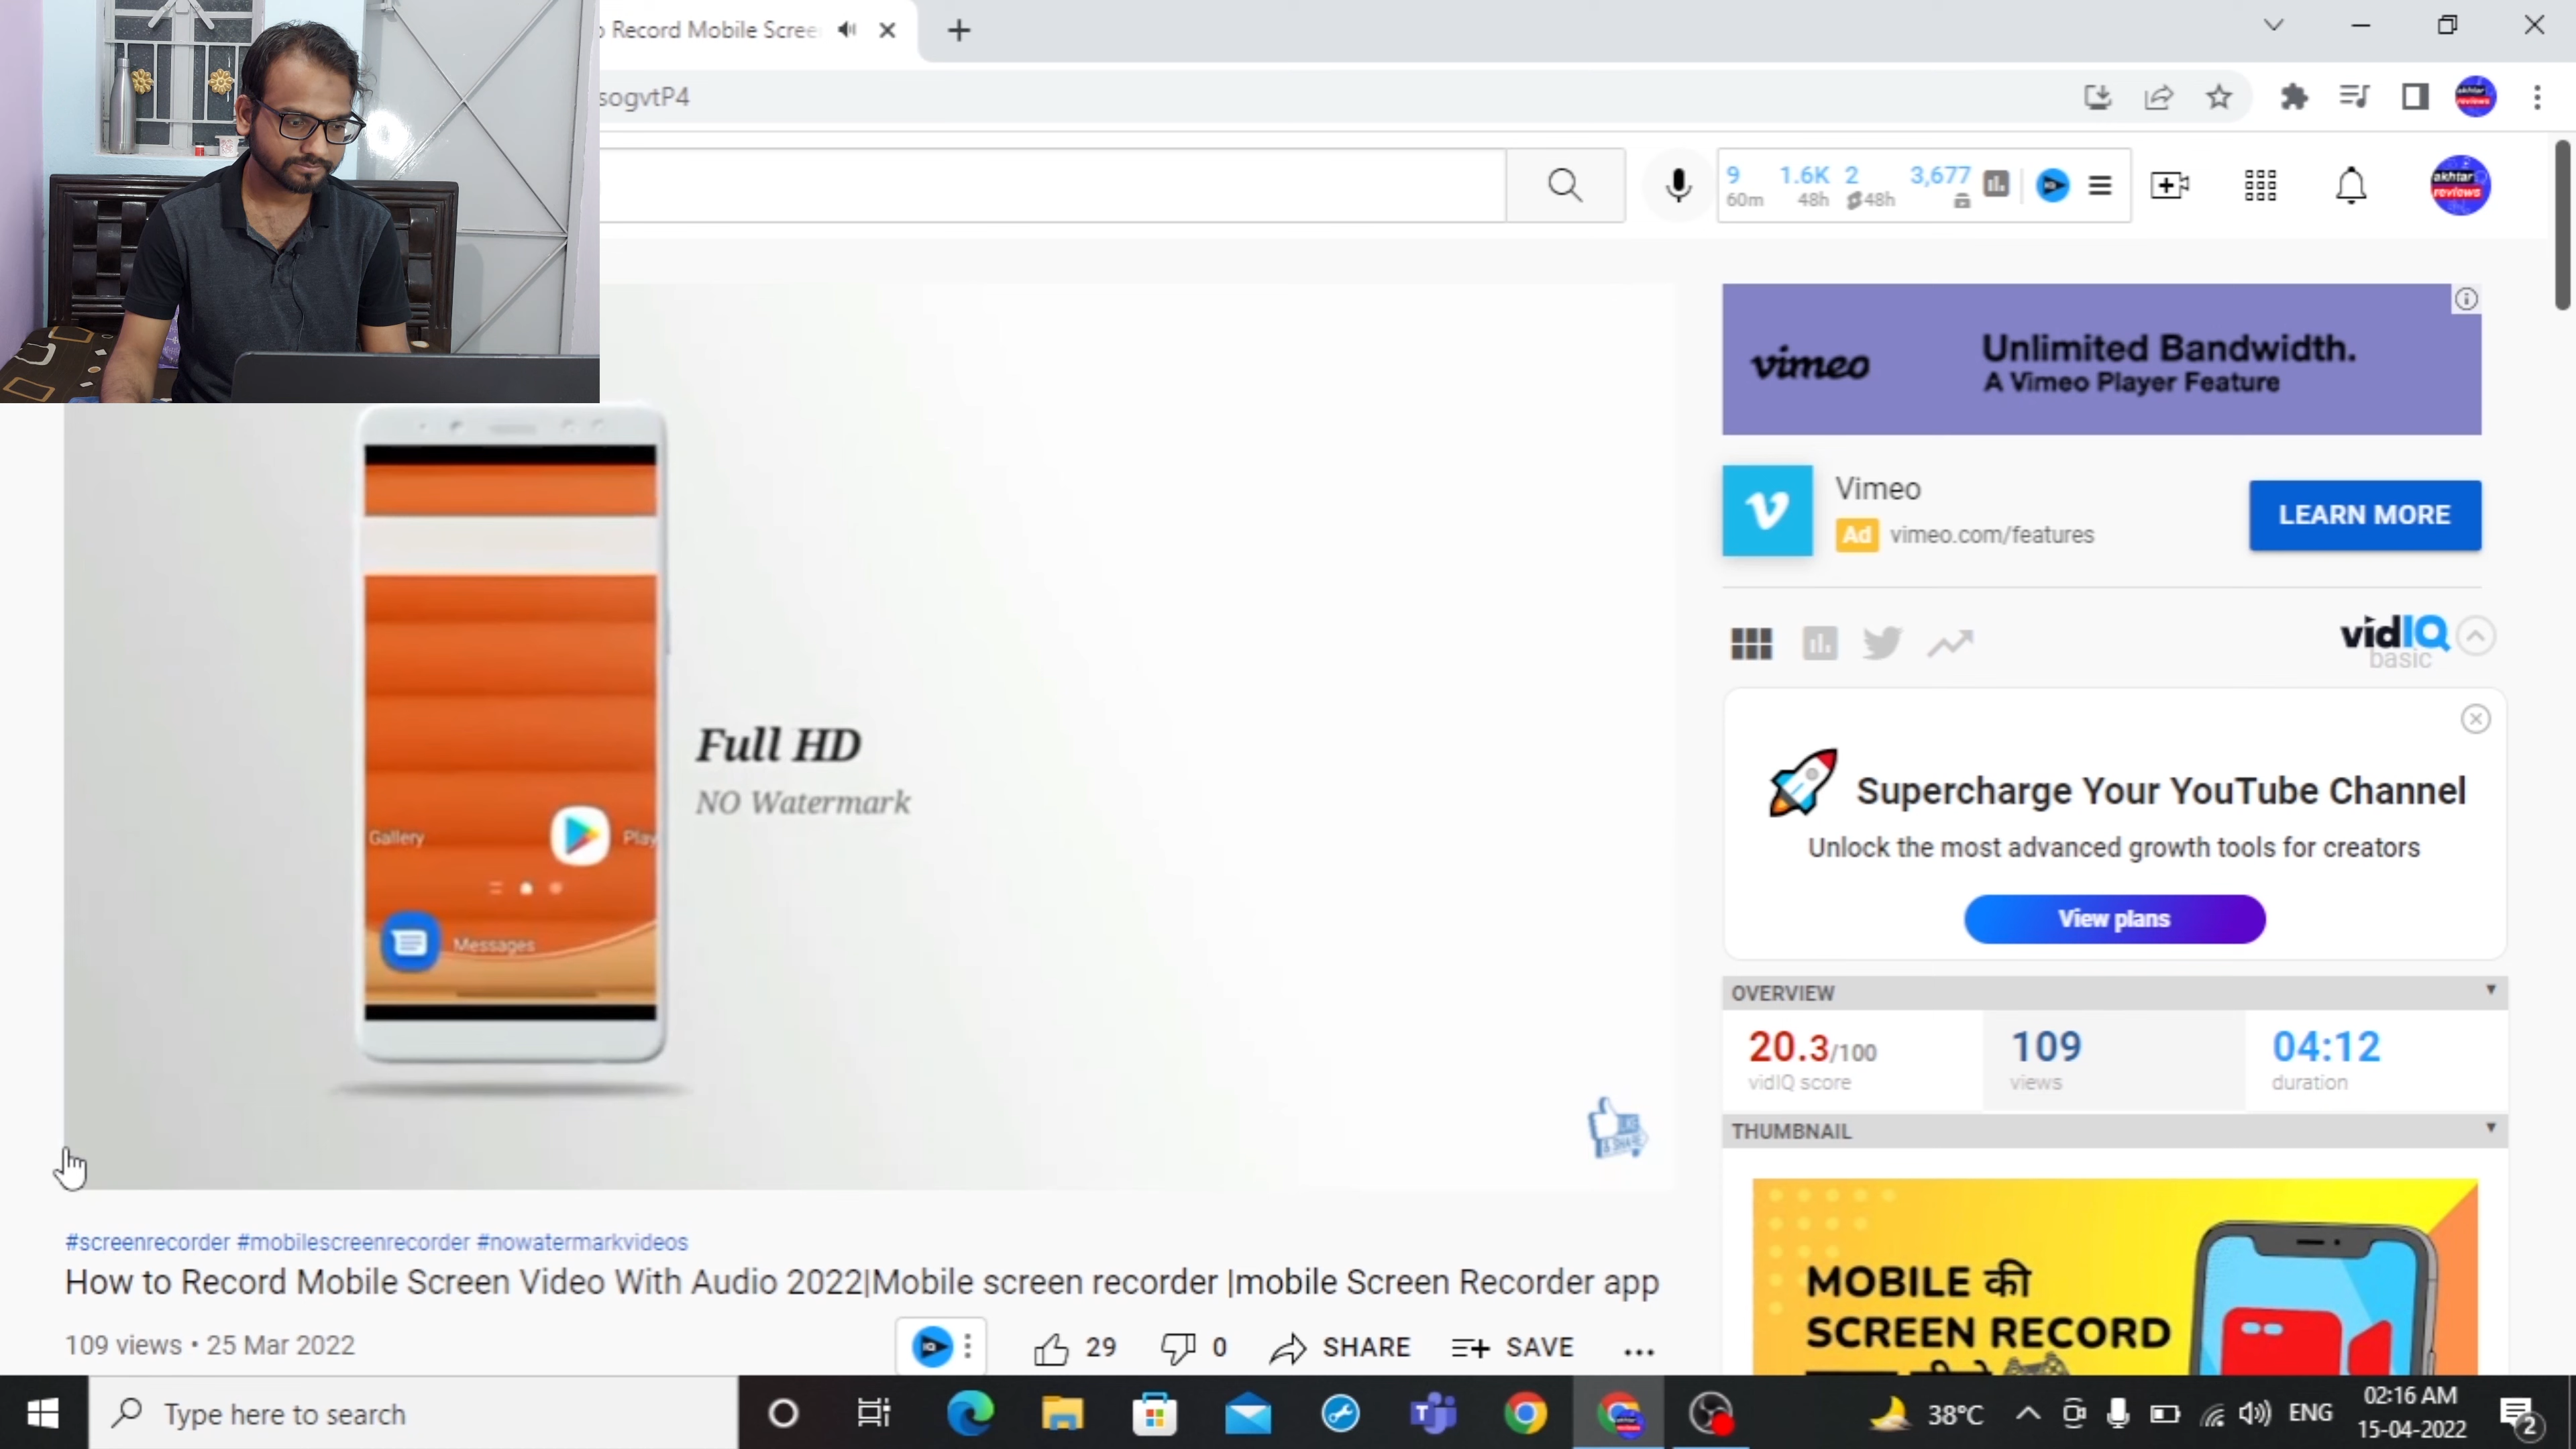 Record Mobile Scree
sogvtP4
9 1.6K 2 3,677
60m 48h 48h
akhtar
reviews
vimeo
Unlimited Bandwidth.
A Vimeo Player Feature
Vimeo
Ad vimeo.com/features
LEARN MORE
vidIQ
basic
Supercharge Your YouTube Channel
Unlock the most advanced growth tools for creators
View plans
Full HD
NO Watermark
Gallery
Play
Messages
OVERVIEW
20.3/100 109 04:12
vidIQ score views duration
THUMBNAIL
MOBILE की
SCREEN RECORD
#screenrecorder #mobilescreenrecorder #nowatermarkvideos
How to Record Mobile Screen Video With Audio 2022|Mobile screen recorder |mobile Screen Recorder app
109 views • 25 Mar 2022
29 0 SHARE SAVE
Type here to search
38°C
ENG
02:16 AM
15-04-2022
2